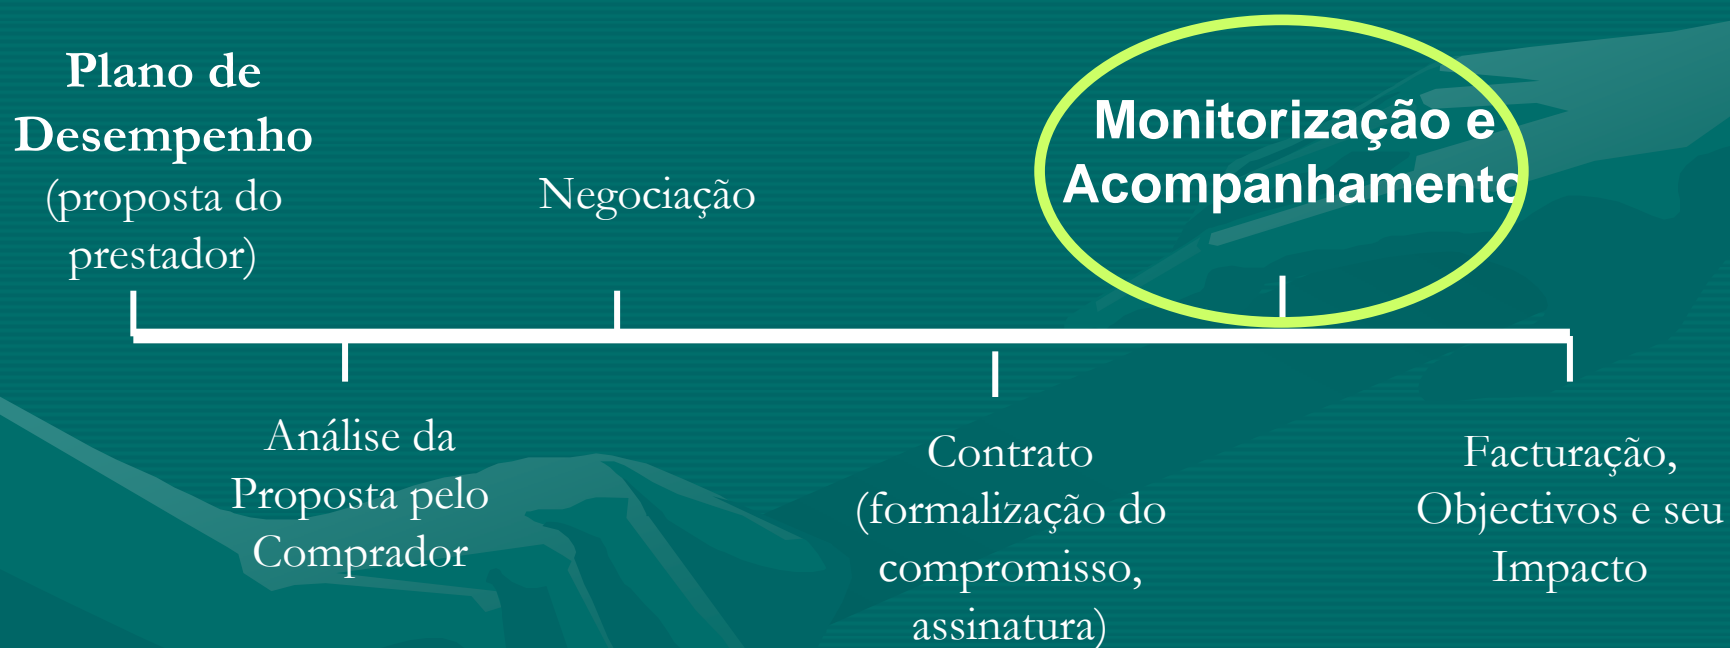 Plano de
Desempenho
(proposta do
prestador)
Negociação
Monitorização e
Acompanhamento
Análise da
Proposta pelo
Comprador
Contrato
(formalização do
compromisso,
assinatura)
Facturação,
Objectivos e seu
Impacto